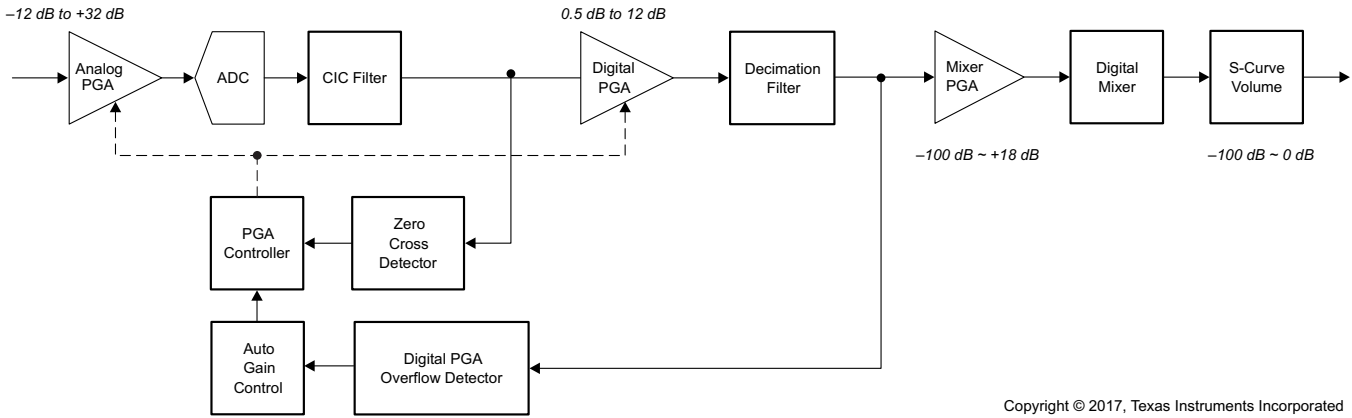 –12 dB to +32 dB
0.5 dB to 12 dB
Analog
PGA
ADC
CIC Filter
Digital
PGA
Decimation
Filter
Mixer
PGA
Digital
Mixer
S-Curve
Volume
–100 dB ~ +18 dB
–100 dB ~ 0 dB
PGA
Controller
Zero
Cross
Detector
Auto
Gain
Control
Digital PGA
Overflow Detector
Copyright © 2017, Texas Instruments Incorporated